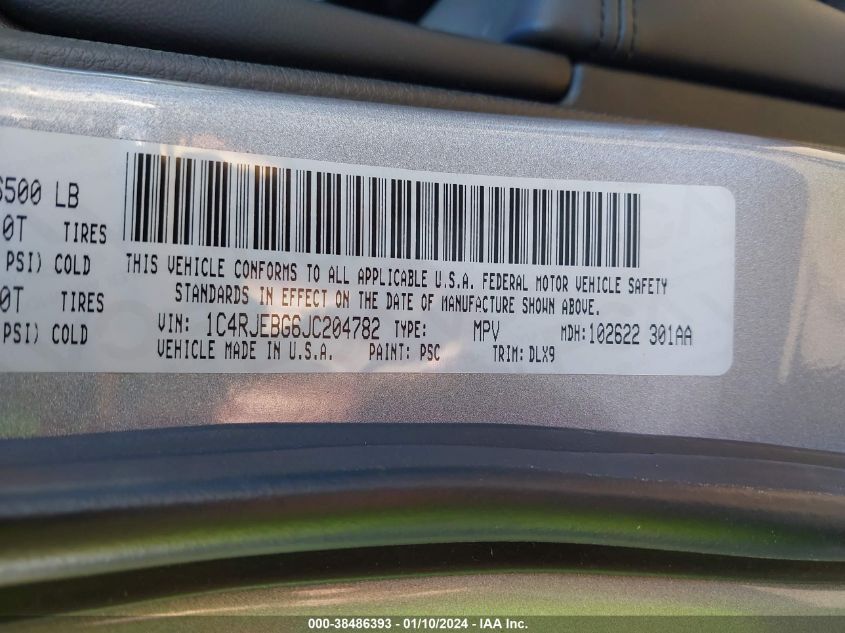 6500 LB
0T TIRES
PSI) COLD
0T TIRES
PSI) COLD
THIS VEHICLE CONFORMS TO ALL APPLICABLE U.S.A. FEDERAL MOTOR VEHICLE SAFETY
STANDARDS IN EFFECT ON THE DATE OF MANUFACTURE SHOWN ABOVE.
VIN: 1C4RJEBG6JC204782 TYPE: MPV MDH: 102622 301AA
VEHICLE MADE IN U.S.A. PAINT: PSC TRIM: DLX9
000-38486393 - 01/10/2024 - IAA Inc.